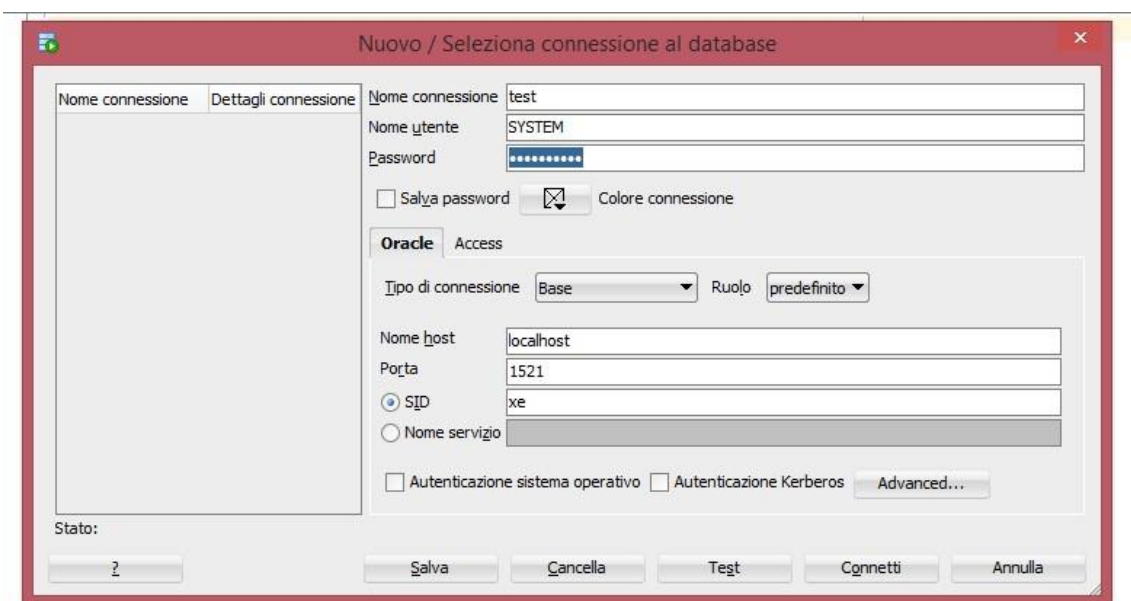 Nuovo / Seleziona connessione al database
Nome connessione Dettagli connessione
Nome connessione test
Nome utente SYSTEM
Password ••••••••••
Salva password Colore connessione
Oracle Access
Tipo di connessione Base Ruolo predefinito
Nome host localhost
Porta 1521
SID xe
Nome servizio
Autenticazione sistema operativo Autenticazione Kerberos Advanced...
Stato:
? Salva Cancella Test Connetti Annulla